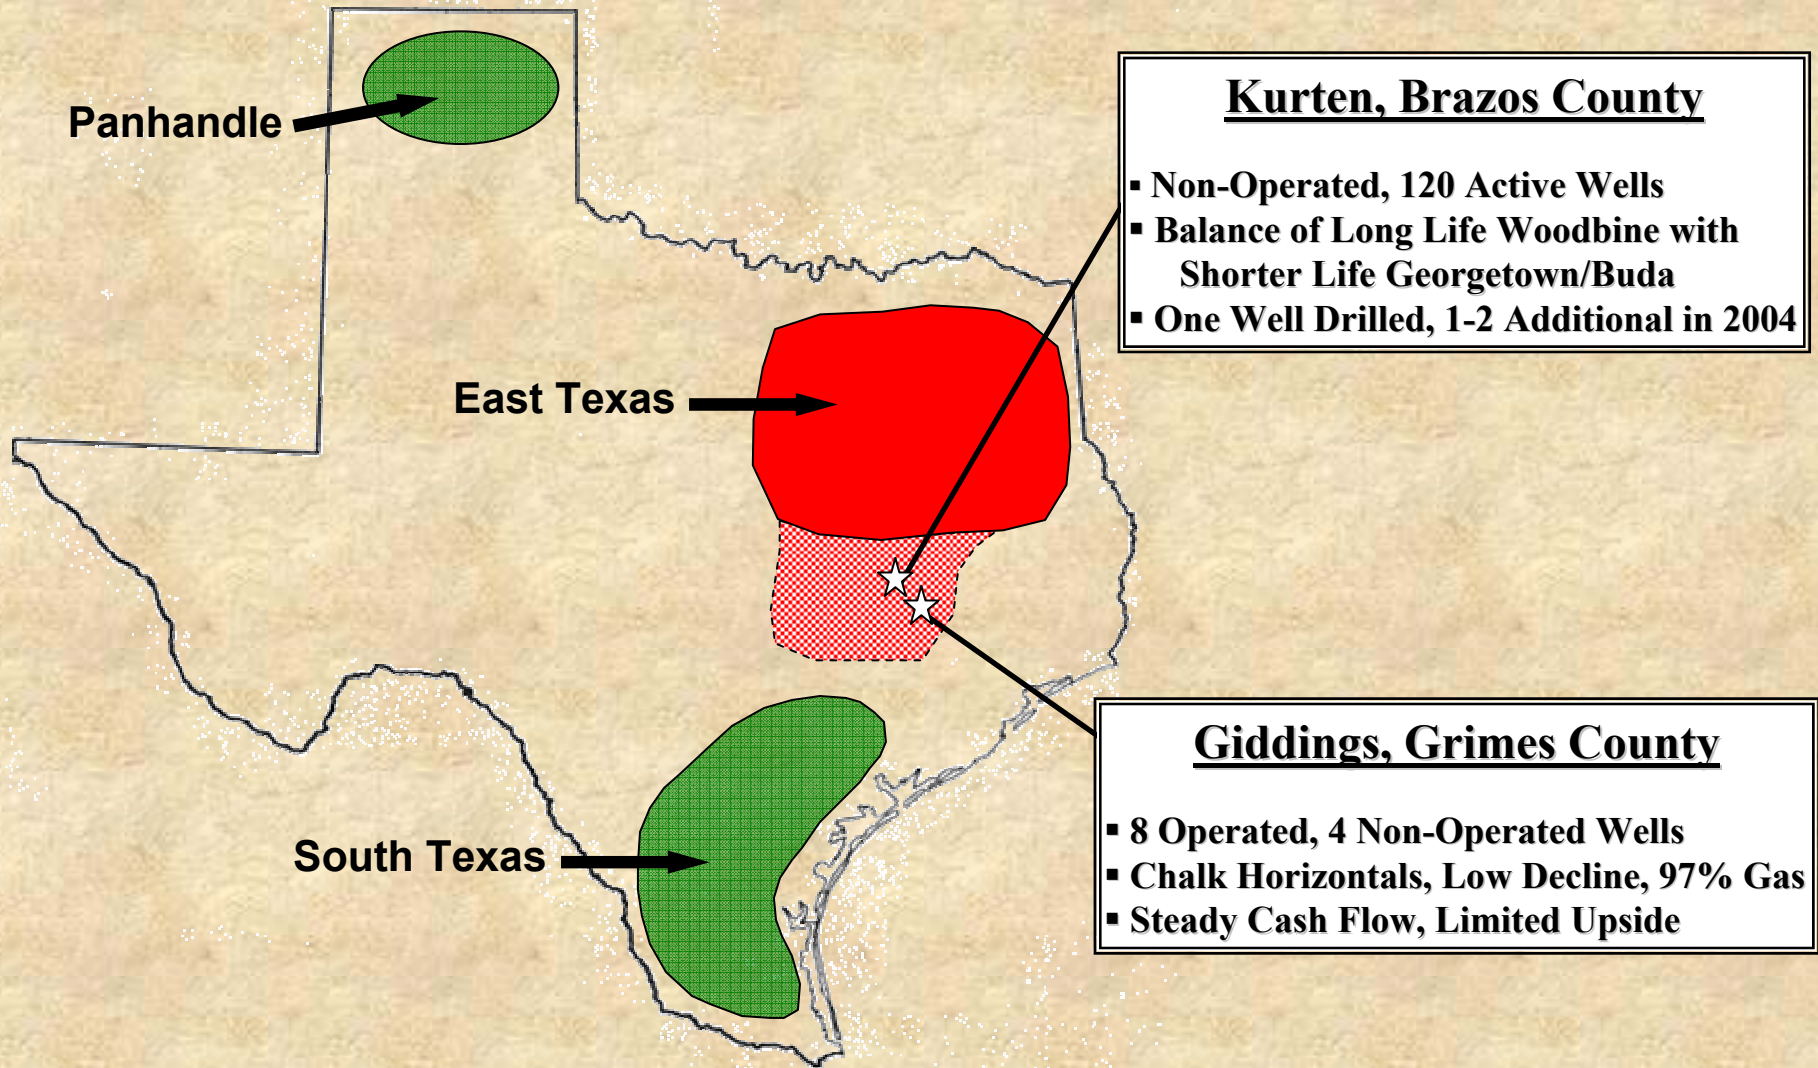 Panhandle
East Texas
South Texas
Kurten, Brazos County
▪ Non-Operated, 120 Active Wells
▪ Balance of Long Life Woodbine with
Shorter Life Georgetown/Buda
▪ One Well Drilled, 1-2 Additional in 2004
Giddings, Grimes County
▪ 8 Operated, 4 Non-Operated Wells
▪ Chalk Horizontals, Low Decline, 97% Gas
▪ Steady Cash Flow, Limited Upside